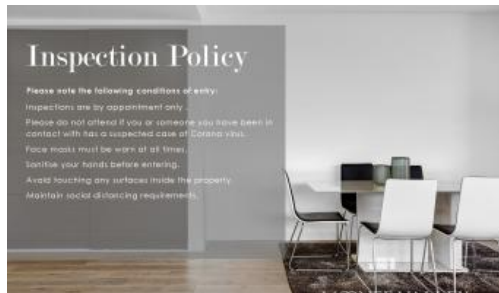 Inspection Policy
Please note the following conditions of entry:
Inspections are by appointment only.
Please do not attend if you or someone you have been in
contact with has a suspected case of Corona virus.
Face masks must be worn at all times.
Sanitise your hands before entering.
Avoid touching any surfaces inside the property.
Maintain social distancing requirements.